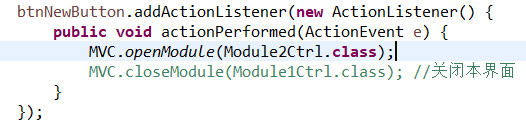 btnNewButton.addActionListener(new ActionListener() {
public void actionPerformed(ActionEvent e) {
MVC.openModule(Module2Ctrl.class);
MVC.closeModule(Module1Ctrl.class); //关闭本界面
}
});